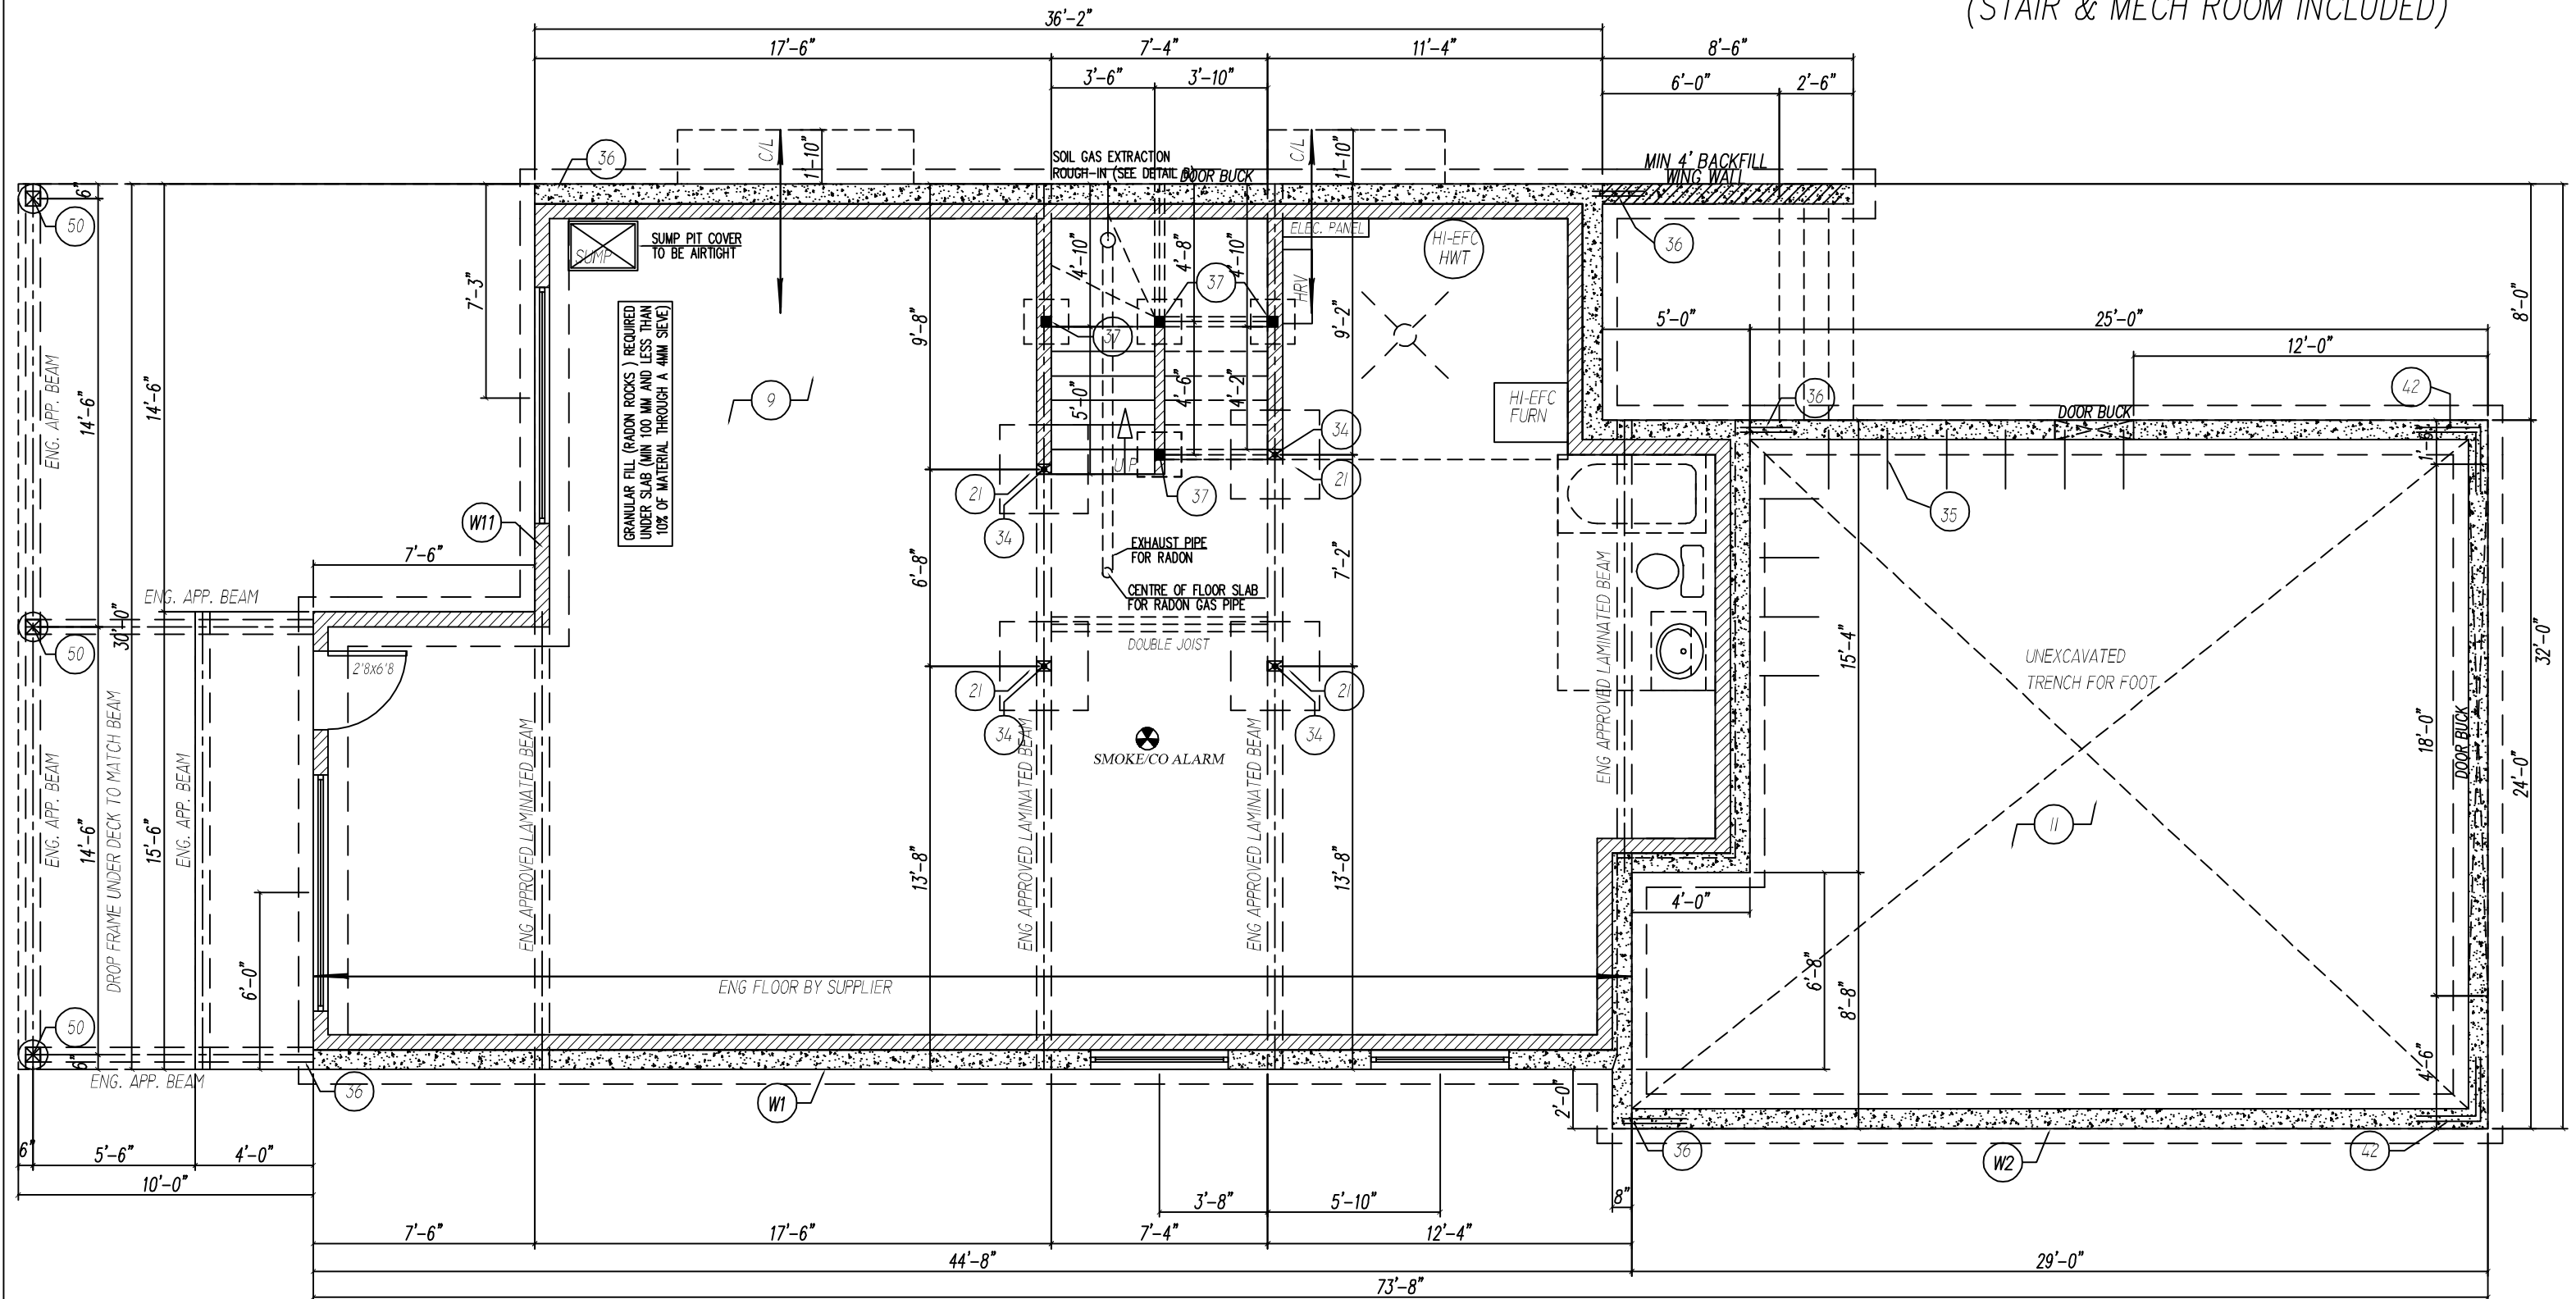 (STAIR & MECH ROOM INCLUDED)
36'-2"
17'-6"
7'-4"
11'-4"
8'-6"
3'-6"
3'-10"
6'-0"
2'-6"
C/L
1'-10"
C/L
1'-10"
36
SOIL GAS EXTRACTION
ROUGH-IN (SEE DETAIL B)
DOOR BUCK
MIN 4' BACKFILL
WING WALL
6"
50
SUMP
SUMP PIT COVER
TO BE AIRTIGHT
ELEC. PANEL
HI-EFC
HWT
36
7'-3"
4'-10"
4'-8"
4'-10"
HRV
37
37
9'-8"
9'-2"
5'-0"
25'-0"
8'-0"
12'-0"
ENG. APP. BEAM
14'-6"
14'-6"
GRANULAR FILL (RADON ROCKS ) REQUIRED
UNDER SLAB (MIN 100 MM AND LESS THAN
10% OF MATERIAL THROUGH A 4MM SIEVE)
9
5'-0"
4'-6"
4'-2"
HI-EFC
FURN
36
DOOR BUCK
42
1'-6"
34
UP
21
21
37
34
35
W11
7'-6"
6'-8"
7'-2"
EXHAUST PIPE
FOR RADON
CENTRE OF FLOOR SLAB
FOR RADON GAS PIPE
ENG. APP. BEAM
30'-0"
50
2'8x6'8
DOUBLE JOIST
ENG APPROVED LAMINATED BEAM
15'-4"
UNEXCAVATED
TRENCH FOR FOOT.
32'-0"
21
34
21
34
SMOKE/CO ALARM
18'-0"
DOOR BUCK
24'-0"
ENG. APP. BEAM
14'-6"
DROP FRAME UNDER DECK TO MATCH BEAM
15'-6"
ENG. APP. BEAM
ENG APPROVED LAMINATED BEAM
13'-8"
ENG APPROVED LAMINATED BEAM
ENG APPROVED LAMINATED BEAM
13'-8"
11
4'-0"
6'-0"
ENG FLOOR BY SUPPLIER
6'-8"
8'-8"
50
6"
ENG. APP. BEAM
36
W1
2'-0"
4'-6"
36
W2
42
6"
5'-6"
4'-0"
10'-0"
3'-8"
5'-10"
8"
7'-6"
17'-6"
7'-4"
12'-4"
44'-8"
29'-0"
73'-8"